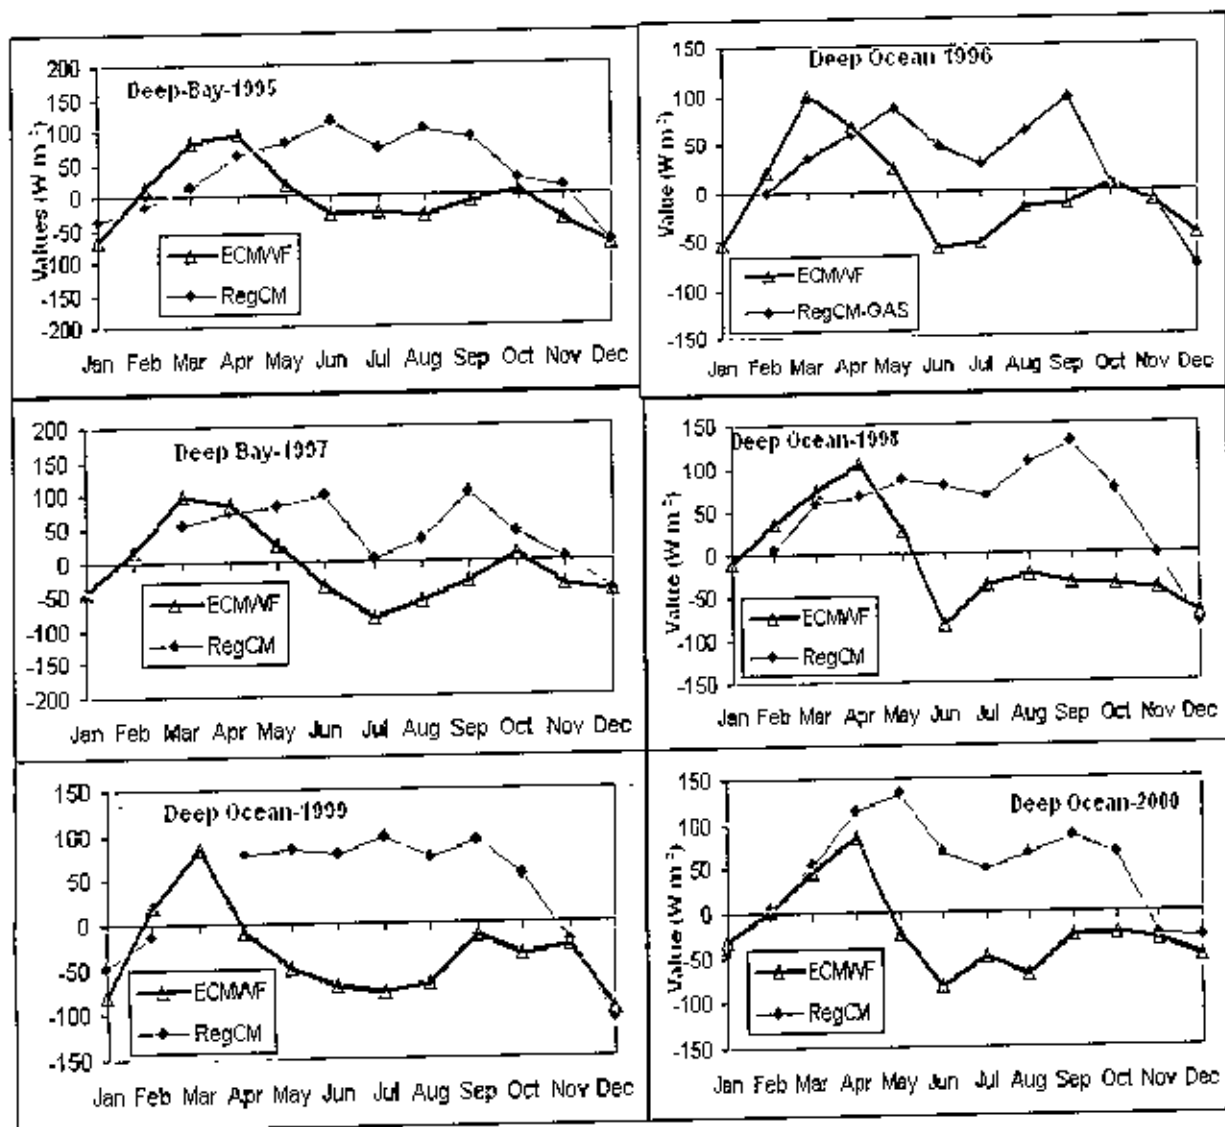 Deep-Bay-1995
Values (W m⁻²)
200
150
100
50
0
-50
-100
-150
-200
ECMWF
RegCM
Jan Feb Mar Apr May Jun Jul Aug Sep Oct Nov Dec
Deep Ocean 1996
Value (W m⁻²)
150
100
50
0
-50
-100
-150
ECMWF
RegCM-GAS
Jan Feb Mar Apr May Jun Jul Aug Sep Oct Nov Dec
Deep Bay-1997
200
150
100
50
0
-50
-100
-150
-200
ECMWF
RegCM
Jan Feb Mar Apr May Jun Jul Aug Sep Oct Nov Dec
Deep Ocean-1998
Value (W m⁻²)
150
100
50
0
-50
-100
-150
ECMWF
RegCM
Jan Feb Mar Apr May Jun Jul Aug Sep Oct Nov Dec
Deep Ocean-1999
150
100
50
0
-50
-100
-150
ECMWF
RegCM
Jan Feb Mar Apr May Jun Jul Aug Sep Oct Nov Dec
Deep Ocean-2000
Value (W m⁻²)
150
100
50
0
-50
-100
-150
ECMWF
RegCM
Jan Feb Mar Apr May Jun Jul Aug Sep Oct Nov Dec